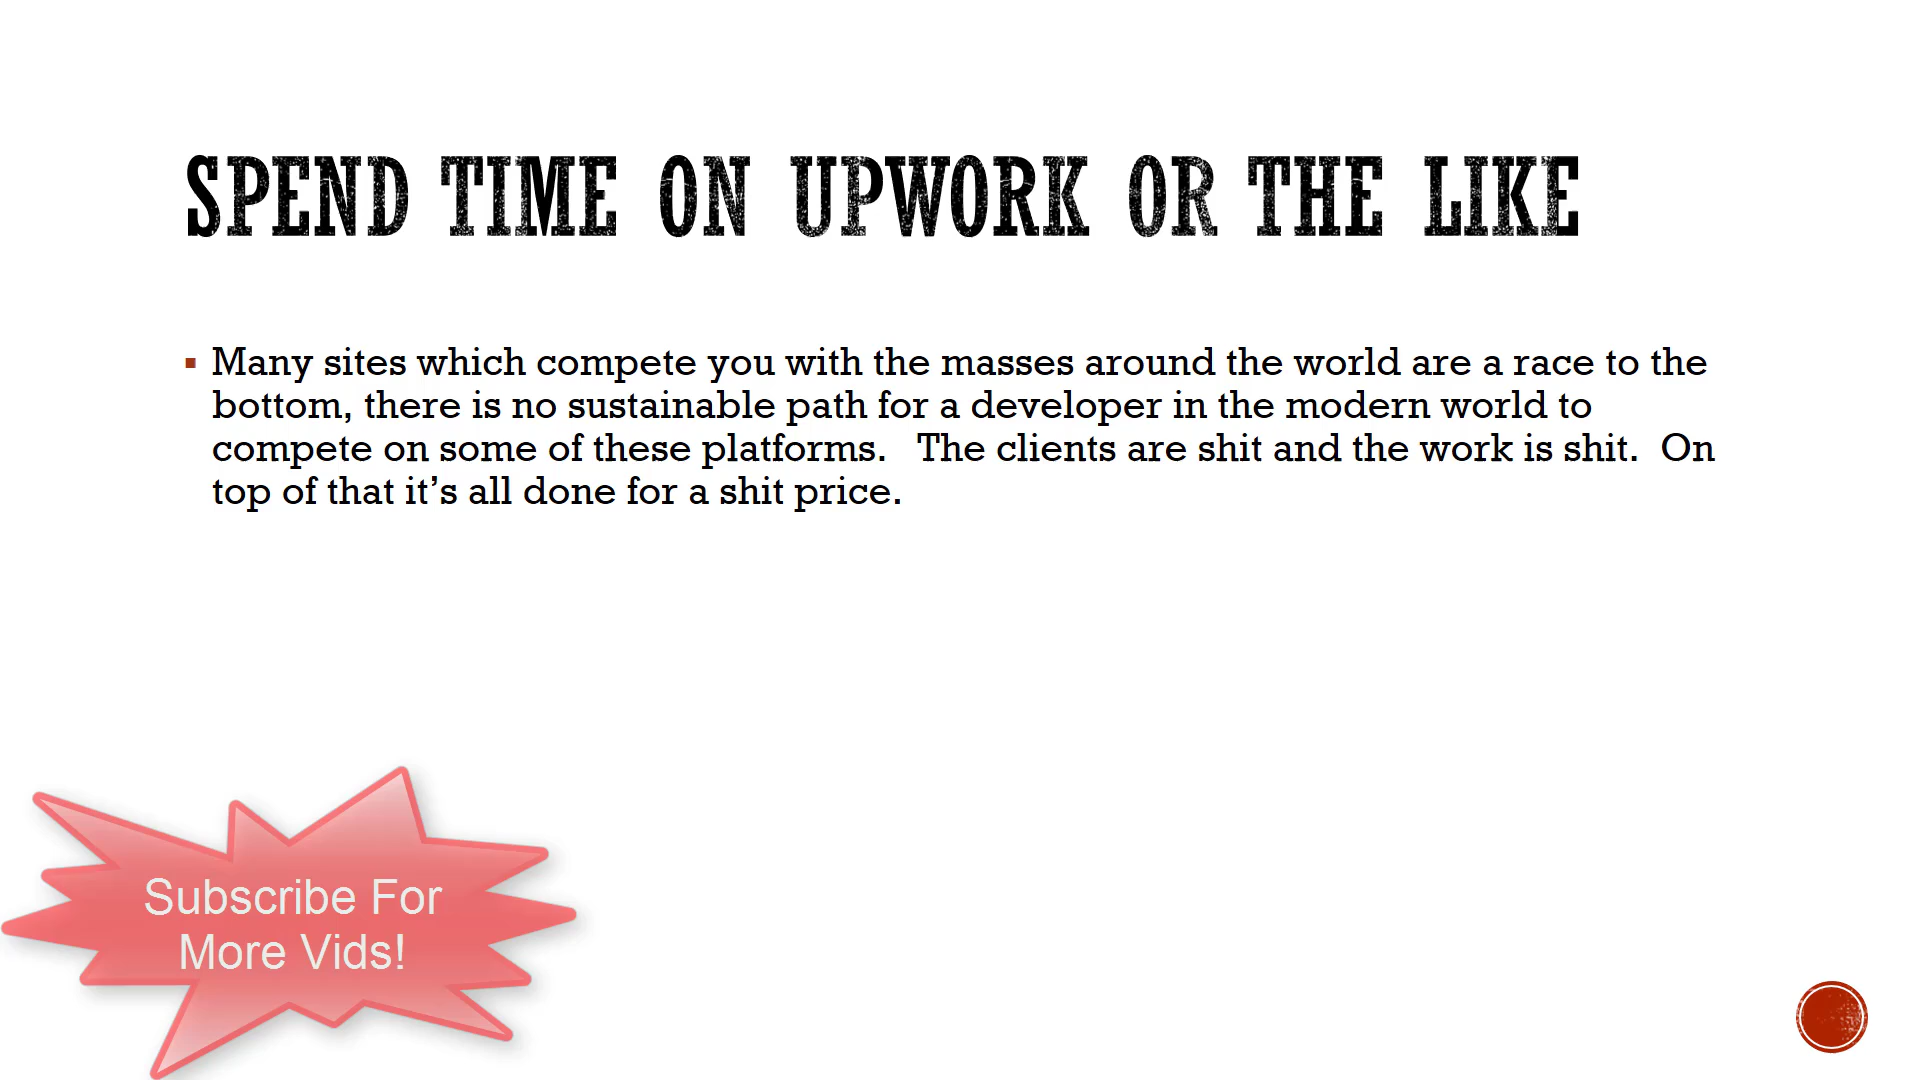 SPEND TIME ON UPWORK OR THE LIKE
▪ Many sites which compete you with the masses around the world are a race to the
bottom, there is no sustainable path for a developer in the modern world to
compete on some of these platforms.   The clients are shit and the work is shit.  On
top of that it’s all done for a shit price.
Subscribe For
More Vids!